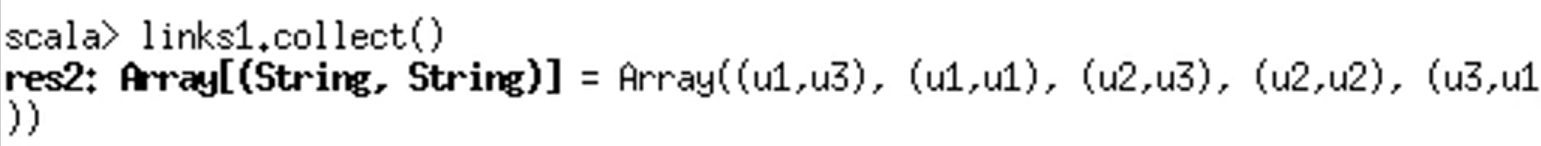 scala> links1.collect()
res2: Array[(String, String)] = Array((u1,u3), (u1,u1), (u2,u3), (u2,u2), (u3,u1
))